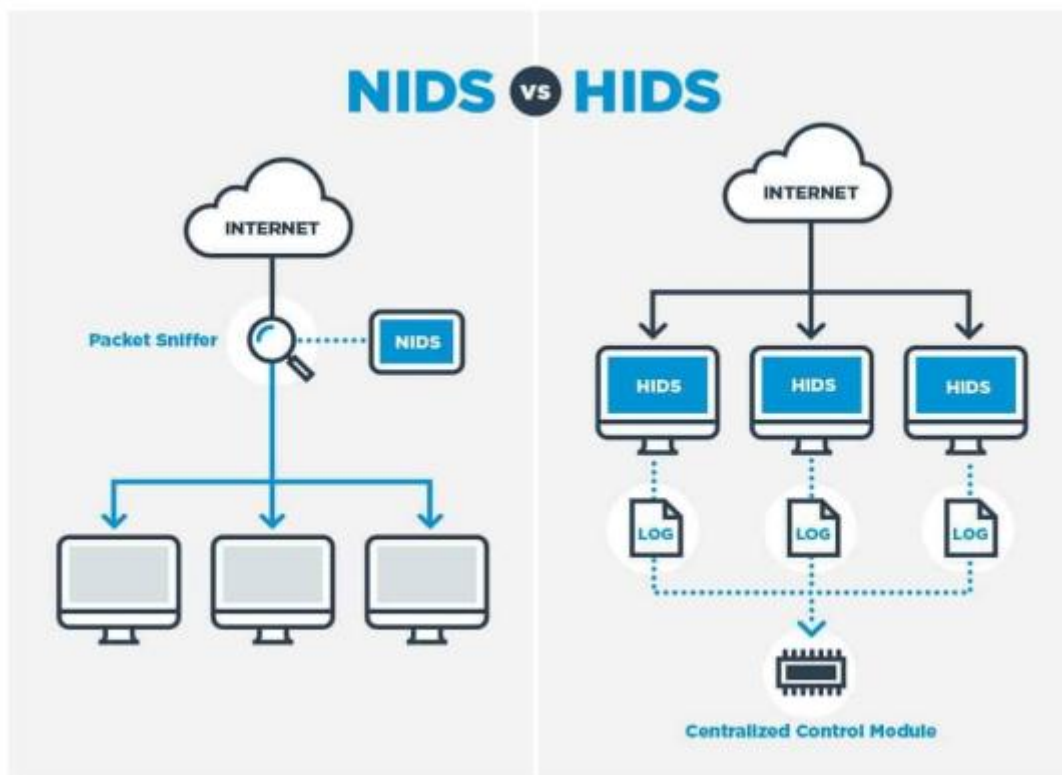 NIDS vs HIDS
INTERNET
Packet Sniffer
NIDS
INTERNET
HIDS
HIDS
HIDS
LOG
LOG
LOG
Centralized Control Module